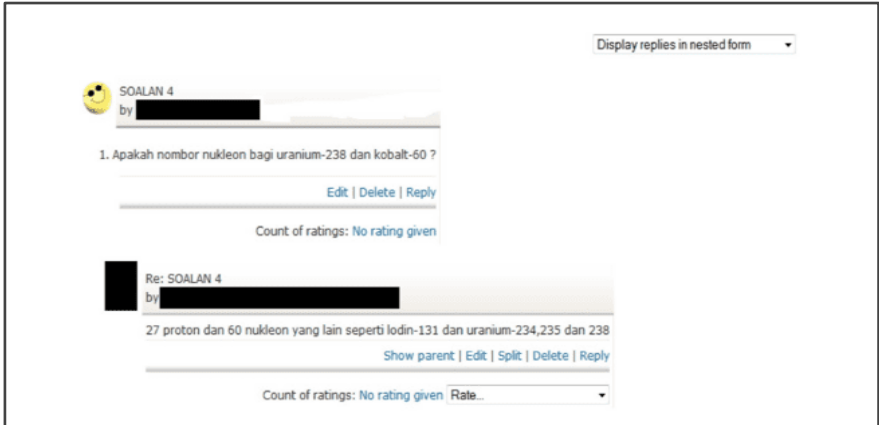 Display replies in nested form
SOALAN 4
by
1. Apakah nombor nukleon bagi uranium-238 dan kobalt-60 ?
Edit | Delete | Reply
Count of ratings: No rating given
Re: SOALAN 4
by
27 proton dan 60 nukleon yang lain seperti lodin-131 dan uranium-234,235 dan 238
Show parent | Edit | Split | Delete | Reply
Count of ratings: No rating given Rate...